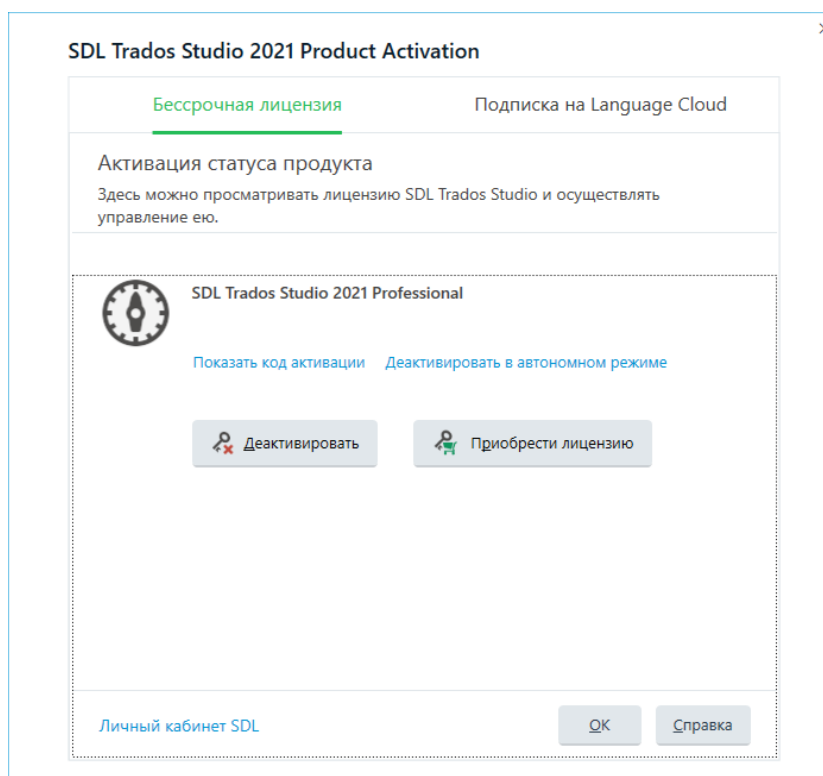 SDL Trados Studio 2021 Product Activation
Бессрочная лицензия
Подписка на Language Cloud
Активация статуса продукта
Здесь можно просматривать лицензию SDL Trados Studio и осуществлять
управление ею.
SDL Trados Studio 2021 Professional
Показать код активации
Деактивировать в автономном режиме
Деактивировать
Приобрести лицензию
Личный кабинет SDL
OK
Справка